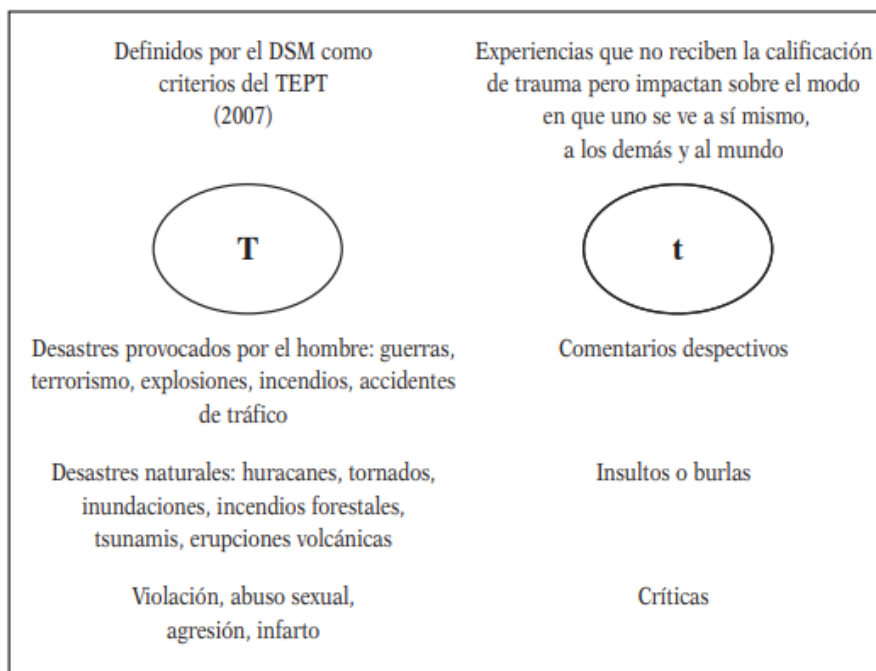 Definidos por el DSM como
criterios del TEPT
(2007)
Experiencias que no reciben la calificación
de trauma pero impactan sobre el modo
en que uno se ve a sí mismo,
a los demás y al mundo
T
t
Desastres provocados por el hombre: guerras,
terrorismo, explosiones, incendios, accidentes
de tráfico
Comentarios despectivos
Desastres naturales: huracanes, tornados,
inundaciones, incendios forestales,
tsunamis, erupciones volcánicas
Insultos o burlas
Violación, abuso sexual,
agresión, infarto
Críticas